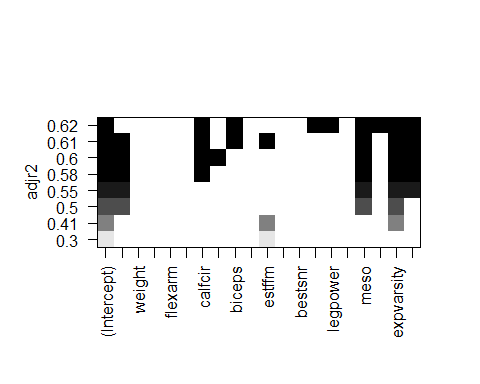 adjr2
0.62
0.61
0.6
0.58
0.55
0.5
0.41
0.3
(Intercept)
weight
flexarm
calfcir
biceps
estffm
bestsnr
legpower
meso
expvarsity